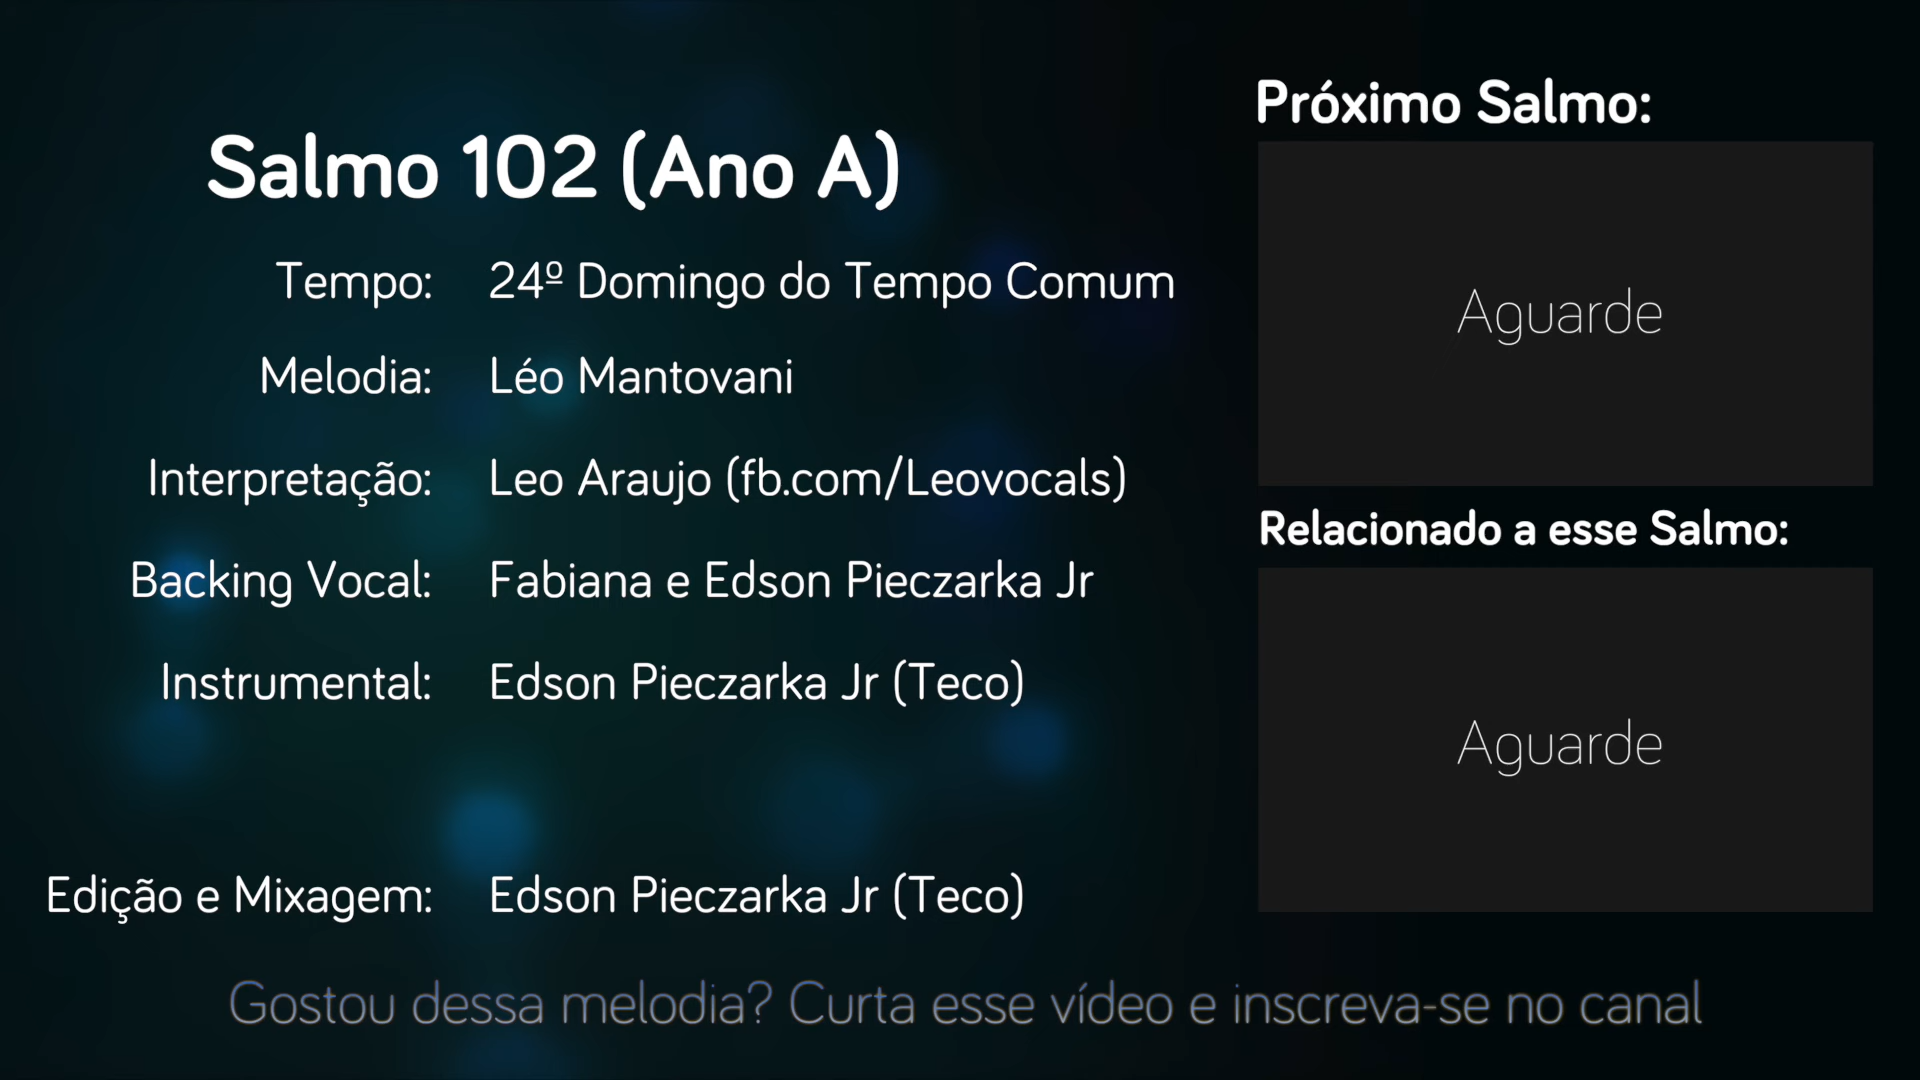 Salmo 102 (Ano A)
Tempo: 24º Domingo do Tempo Comum
Melodia: Léo Mantovani
Interpretação: Leo Araujo (fb.com/Leovocals)
Backing Vocal: Fabiana e Edson Pieczarka Jr
Instrumental: Edson Pieczarka Jr (Teco)
Edição e Mixagem: Edson Pieczarka Jr (Teco)
Próximo Salmo:
Aguarde
Relacionado a esse Salmo:
Aguarde
Gostou dessa melodia? Curta esse vídeo e inscreva-se no canal